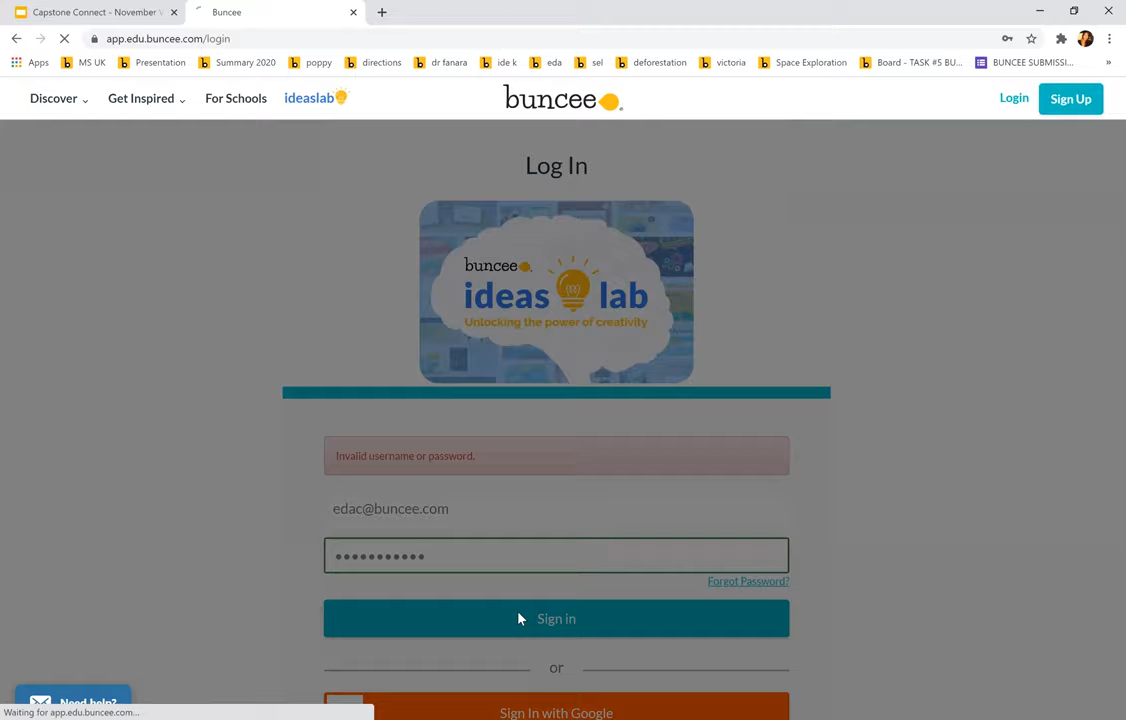 Capstone Connect - November V
Buncee
app.edu.buncee.com/login
Apps MS UK Presentation Summary 2020 poppy directions dr fanara ide k eda sel deforestation victoria Space Exploration Board - TASK #5 BU... BUNCEE SUBMISSI... »
Discover Get Inspired For Schools ideaslab buncee Login Sign Up
Log In
buncee
ideas lab
Unlocking the power of creativity
Invalid username or password.
edac@buncee.com
Forgot Password?
Sign in
or
Need help?
Sign In with Google
Waiting for app.edu.buncee.com...